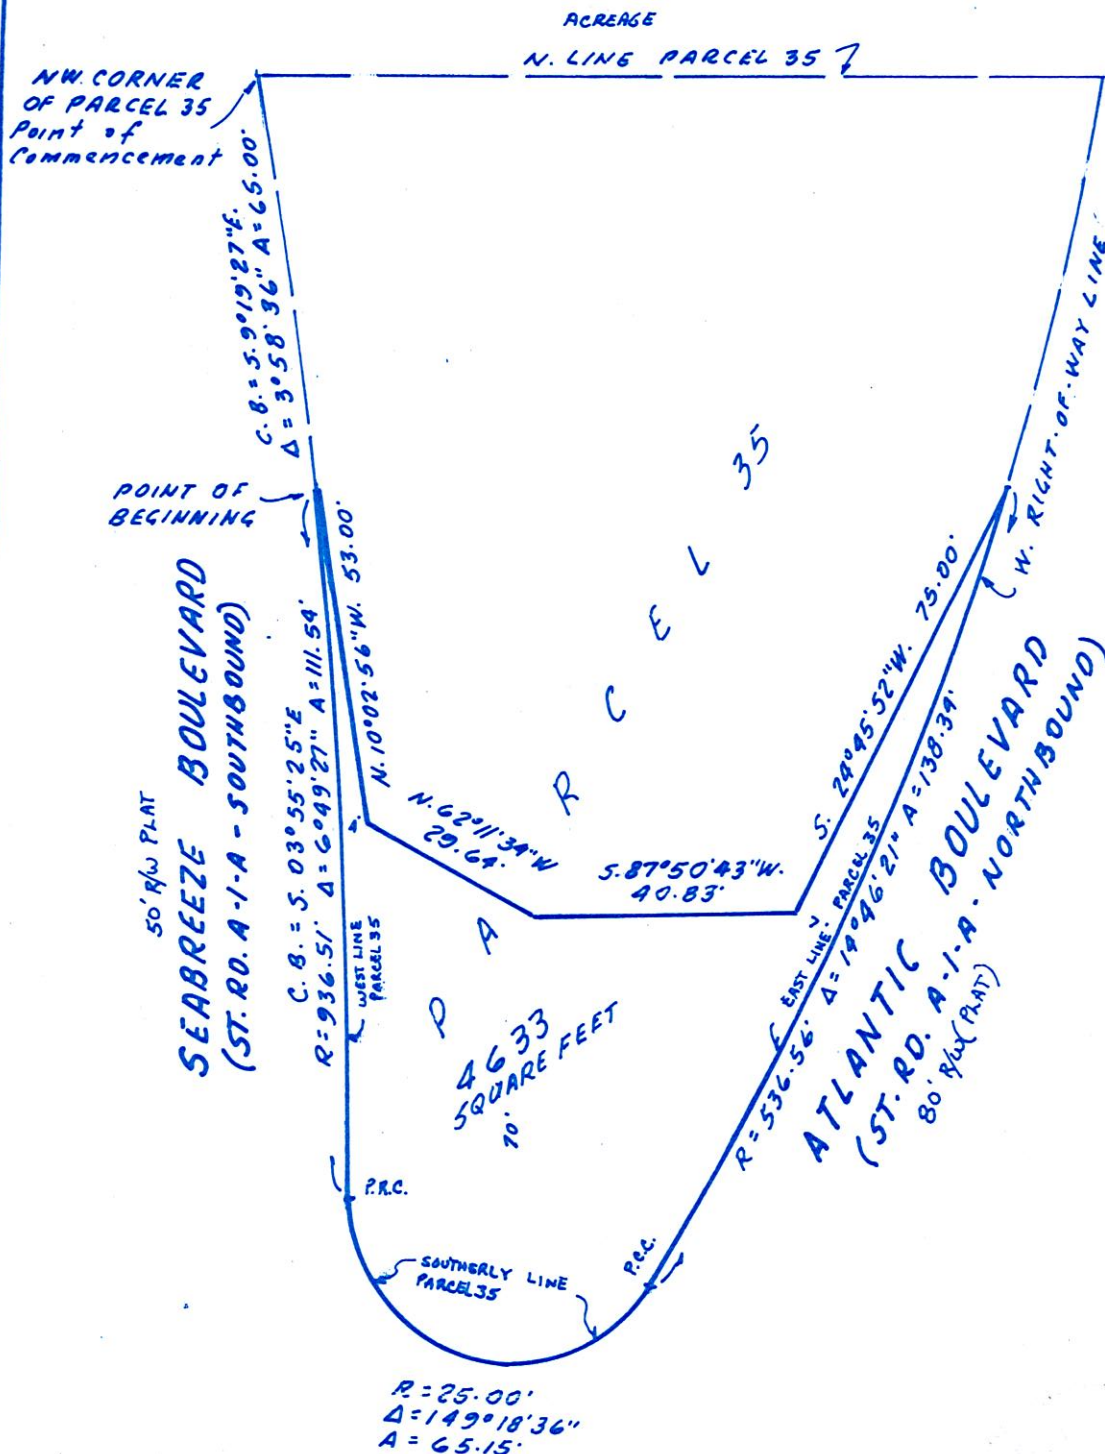 ACREAGE
N. LINE PARCEL 35
NW. CORNER
OF PARCEL 35
Point of
Commencement
C.B. = S. 9°19'27"E.
Δ = 3°58'36" A = 65.00'
POINT OF
BEGINNING
N. 10°02'56"W. 53.00'
SEABREEZE BOULEVARD
(ST. RD. A-1-A - SOUTHBOUND)
50' R/W PLAT
C.B. = S. 03°55'25"E
R = 936.51' Δ = 6°49'27" A = 111.54'
WEST LINE
PARCEL 35
N. 62°11'34"W
29.64'
S. 87°50'43"W.
40.83'
S. 24°45'52"W. 75.00'
W. RIGHT-OF-WAY LINE
PARCEL 35
4633
SQUARE FEET
EAST LINE PARCEL 35
R = 536.56' Δ = 14°46'21" A = 138.34'
ATLANTIC BOULEVARD
(ST. RD. A-1-A - NORTHBOUND)
80' R/W (PLAT)
P.R.C.
P.C.C.
SOUTHERLY LINE
PARCEL 35
R = 25.00'
Δ = 149°18'36"
A = 65.15'